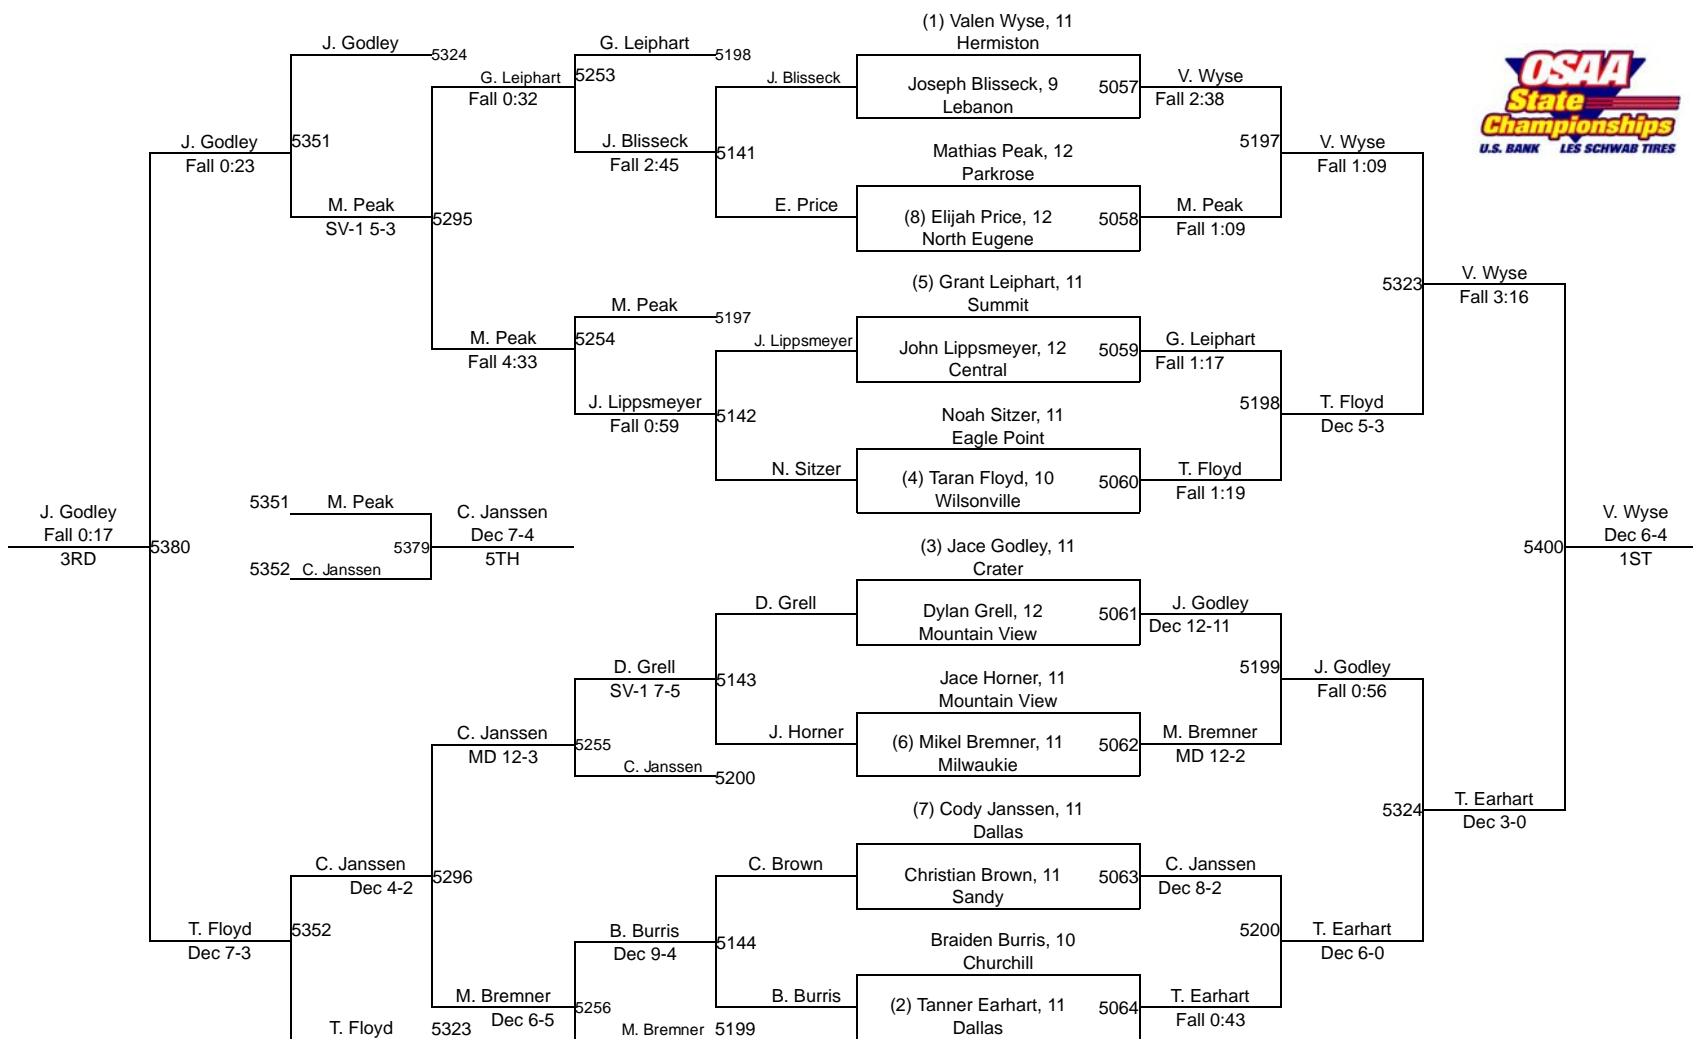 J. Godley
5324
G. Leiphart
5198
(1) Valen Wyse, 11
Hermiston
G. Leiphart
Fall 0:32
5253
J. Blisseck
Joseph Blisseck, 9
Lebanon
5057
V. Wyse
Fall 2:38
OSAA
State
Championships
U.S. BANK LES SCHWAB TIRES
J. Godley
Fall 0:23
5351
J. Blisseck
Fall 2:45
5141
Mathias Peak, 12
Parkrose
5197
V. Wyse
Fall 1:09
M. Peak
SV-1 5-3
5295
E. Price
(8) Elijah Price, 12
North Eugene
5058
M. Peak
Fall 1:09
(5) Grant Leiphart, 11
Summit
5323
V. Wyse
Fall 3:16
M. Peak
5197
M. Peak
Fall 4:33
5254
J. Lippsmeyer
John Lippsmeyer, 12
Central
5059
G. Leiphart
Fall 1:17
J. Lippsmeyer
Fall 0:59
5142
Noah Sitzer, 11
Eagle Point
5198
T. Floyd
Dec 5-3
N. Sitzer
(4) Taran Floyd, 10
Wilsonville
5060
T. Floyd
Fall 1:19
J. Godley
Fall 0:17
3RD
5380
5351
M. Peak
5352
C. Janssen
5379
C. Janssen
Dec 7-4
5TH
(3) Jace Godley, 11
Crater
5400
V. Wyse
Dec 6-4
1ST
D. Grell
Dylan Grell, 12
Mountain View
5061
J. Godley
Dec 12-11
D. Grell
SV-1 7-5
5143
Jace Horner, 11
Mountain View
5199
J. Godley
Fall 0:56
C. Janssen
MD 12-3
5255
C. Janssen
5200
J. Horner
(6) Mikel Bremner, 11
Milwaukie
5062
M. Bremner
MD 12-2
(7) Cody Janssen, 11
Dallas
5324
T. Earhart
Dec 3-0
C. Janssen
Dec 4-2
5296
C. Brown
Christian Brown, 11
Sandy
5063
C. Janssen
Dec 8-2
T. Floyd
Dec 7-3
5352
B. Burris
Dec 9-4
5144
Braiden Burris, 10
Churchill
5200
T. Earhart
Dec 6-0
M. Bremner
Dec 6-5
5256
B. Burris
(2) Tanner Earhart, 11
Dallas
5064
T. Earhart
Fall 0:43
T. Floyd
5323
M. Bremner
5199